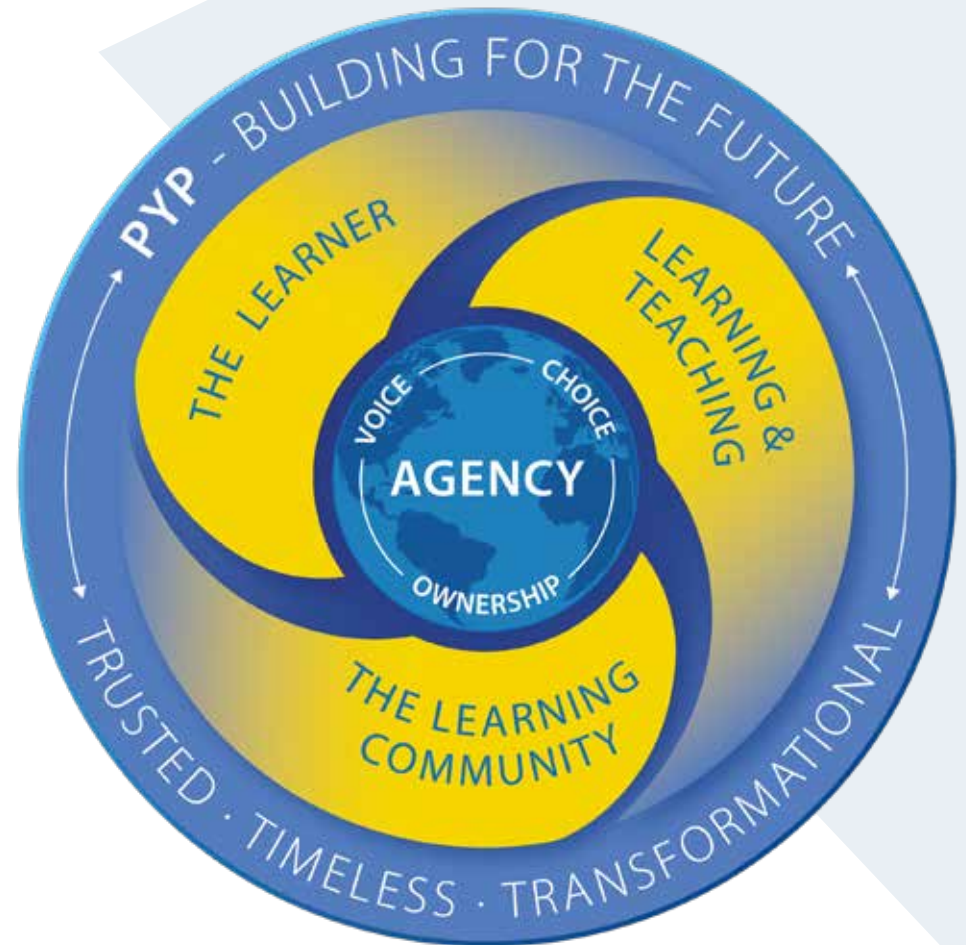 PYP - BUILDING FOR THE FUTURE
THE LEARNER
LEARNING &
TEACHING
VOICE
CHOICE
AGENCY
OWNERSHIP
THE LEARNING
COMMUNITY
TRUSTED · TIMELESS · TRANSFORMATIONAL